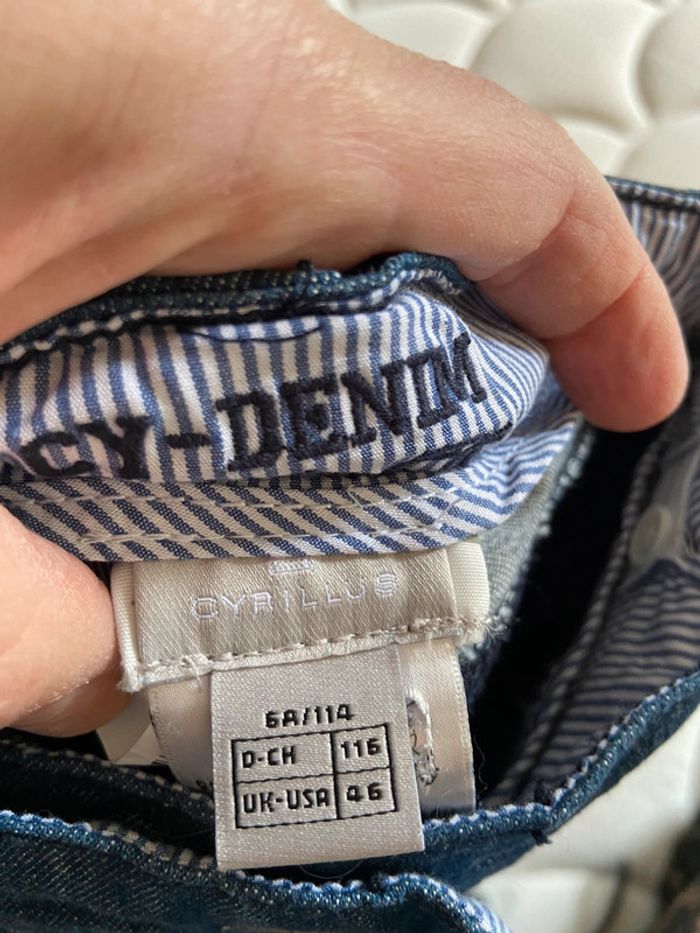 CY-DENIM
CYRILLUS
6A/114
D-CH 116
UK-USA 46